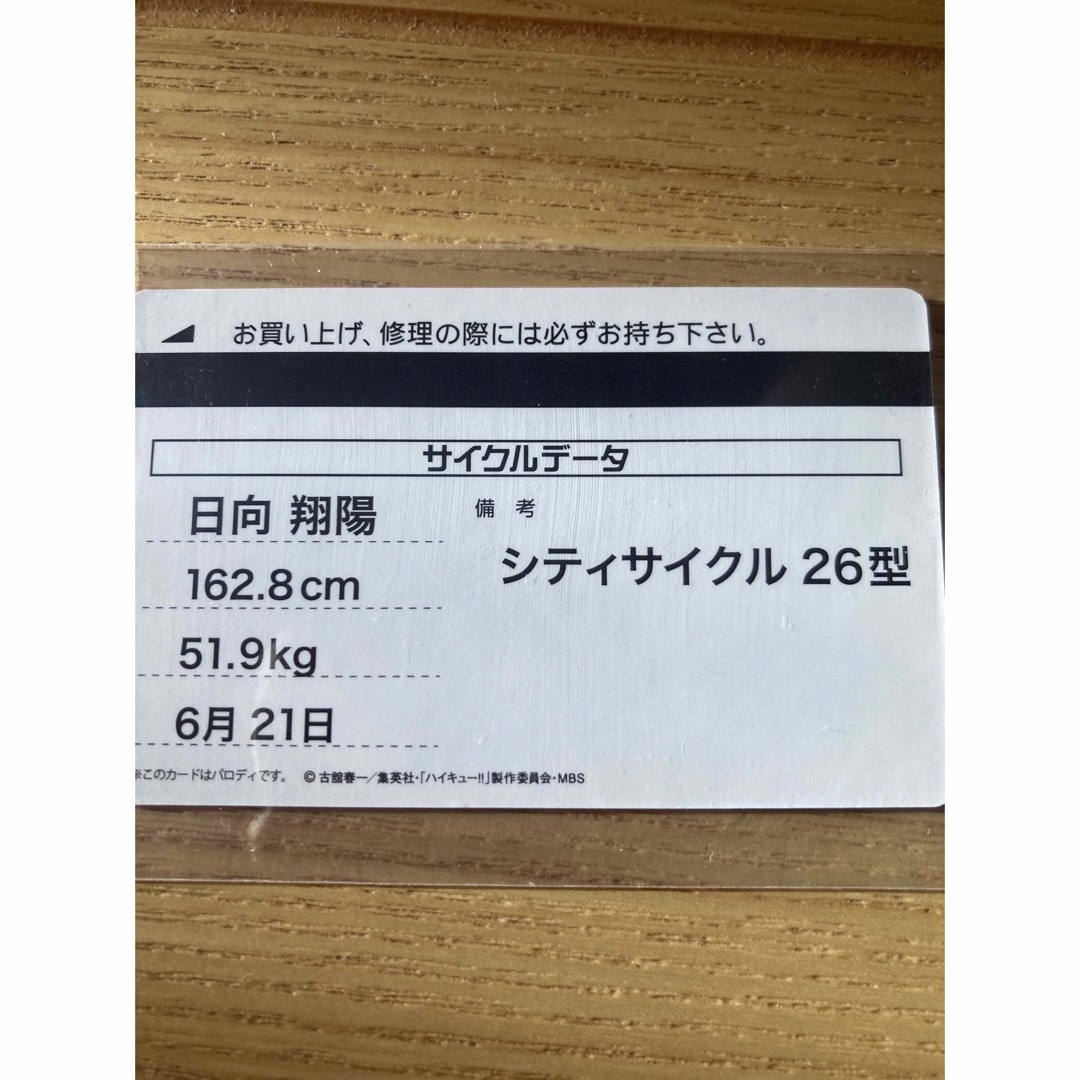 お買い上げ、修理の際には必ずお持ち下さい。
サイクルデータ
日向 翔陽
備 考
シティサイクル 26型
162.8cm
51.9kg
6月 21日
※このカードはパロディです。 © 古舘春一／集英社・「ハイキュー!!」製作委員会・MBS